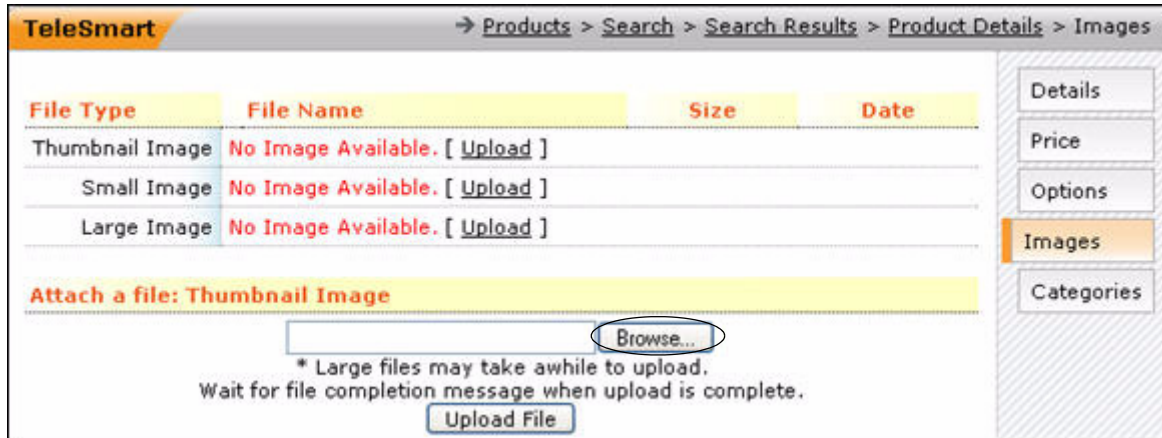 TeleSmart → Products > Search > Search Results > Product Details > Images
File Type File Name Size Date
Thumbnail Image No Image Available. [ Upload ]
Small Image No Image Available. [ Upload ]
Large Image No Image Available. [ Upload ]
Attach a file: Thumbnail Image
Browse...
* Large files may take awhile to upload.
Wait for file completion message when upload is complete.
Upload File
Details
Price
Options
Images
Categories